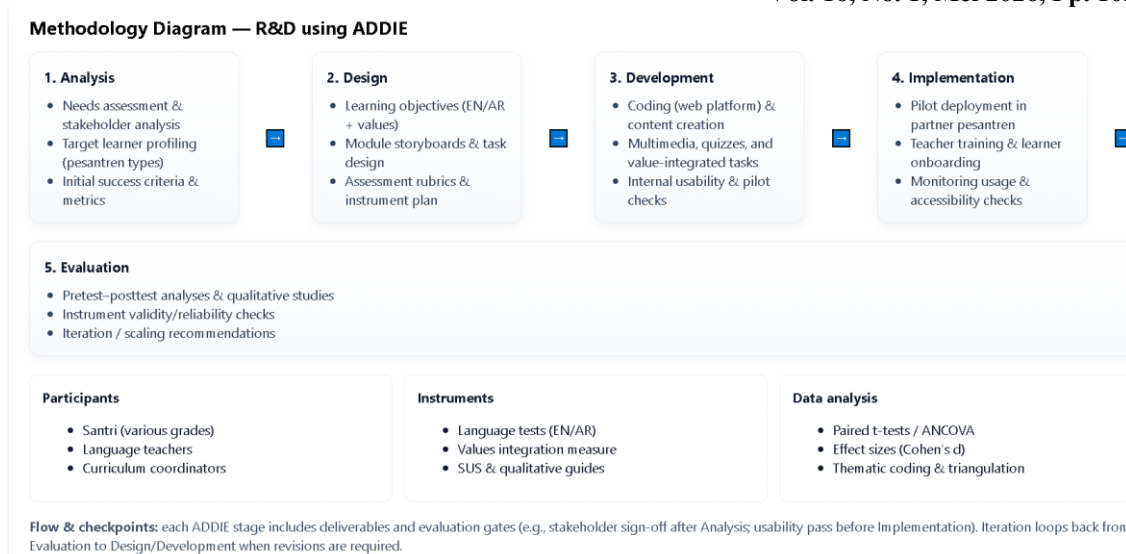 Methodology Diagram — R&D using ADDIE
1. Analysis
• Needs assessment &
stakeholder analysis
• Target learner profiling
(pesantren types)
• Initial success criteria &
metrics
→
2. Design
• Learning objectives (EN/AR
+ values)
• Module storyboards & task
design
• Assessment rubrics &
instrument plan
→
3. Development
• Coding (web platform) &
content creation
• Multimedia, quizzes, and
value-integrated tasks
• Internal usability & pilot
checks
→
4. Implementation
• Pilot deployment in
partner pesantren
• Teacher training & learner
onboarding
• Monitoring usage &
accessibility checks
5. Evaluation
• Pretest–posttest analyses & qualitative studies
• Instrument validity/reliability checks
• Iteration / scaling recommendations
Participants
• Santri (various grades)
• Language teachers
• Curriculum coordinators
Instruments
• Language tests (EN/AR)
• Values integration measure
• SUS & qualitative guides
Data analysis
• Paired t-tests / ANCOVA
• Effect sizes (Cohen's d)
• Thematic coding & triangulation
Flow & checkpoints: each ADDIE stage includes deliverables and evaluation gates (e.g., stakeholder sign-off after Analysis; usability pass before Implementation). Iteration loops back from
Evaluation to Design/Development when revisions are required.